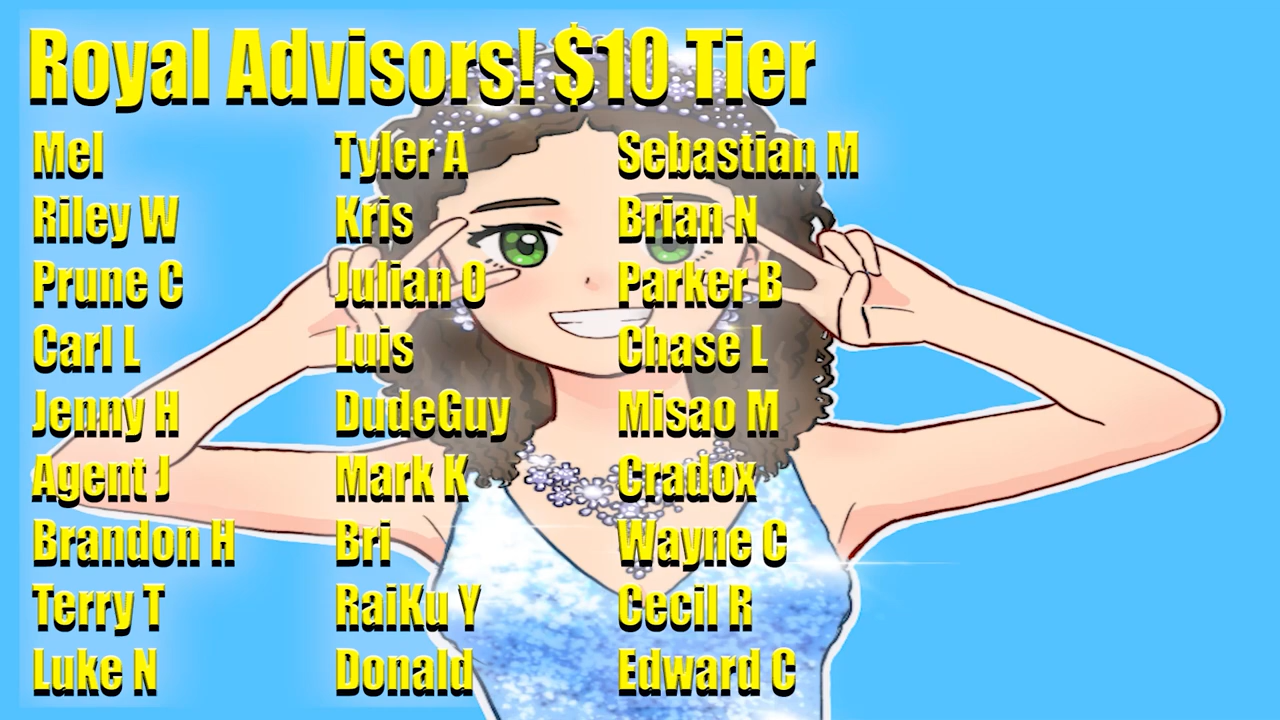 Royal Advisors! $10 Tier
Mel
Riley W
Prune C
Carl L
Jenny H
Agent J
Brandon H
Terry T
Luke N
Tyler A
Kris
Julian O
Luis
DudeGuy
Mark K
Bri
RaiKu Y
Donald
Sebastian M
Brian N
Parker B
Chase L
Misao M
Cradox
Wayne C
Cecil R
Edward C